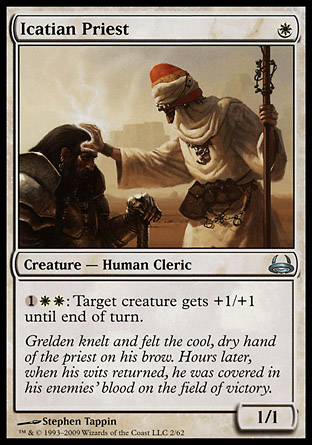 Icatian Priest
Creature — Human Cleric
1: Target creature gets +1/+1
until end of turn.
Grelden knelt and felt the cool, dry hand
of the priest on his brow. Hours later,
when his wits returned, he was covered in
his enemies' blood on the field of victory.
Stephen Tappin
™ & © 1993–2009 Wizards of the Coast LLC 2/62
1/1